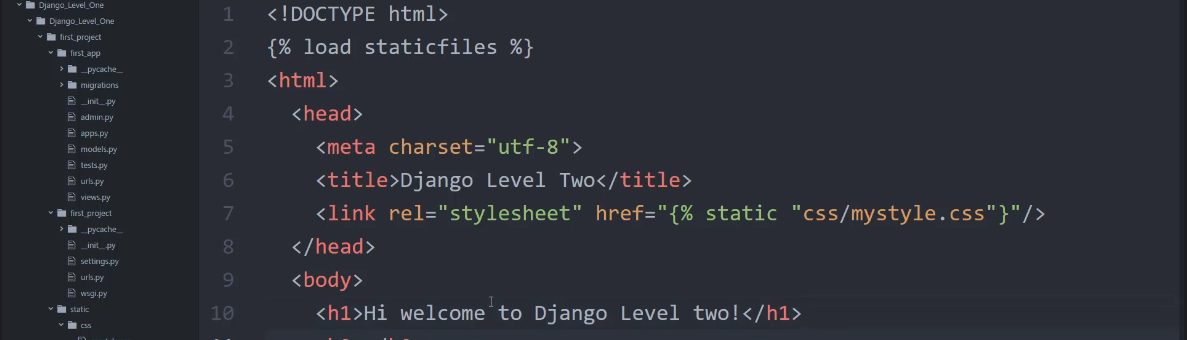 Django_Level_One
Django_Level_One
first_project
first_app
__pycache__
migrations
__init__.py
admin.py
apps.py
models.py
tests.py
urls.py
views.py
first_project
__pycache__
__init__.py
settings.py
urls.py
wsgi.py
static
css
1 <!DOCTYPE html>
2 {% load staticfiles %}
3 <html>
4 <head>
5 <meta charset="utf-8">
6 <title>Django Level Two</title>
7 <link rel="stylesheet" href="{% static "css/mystyle.css"}"/>
8 </head>
9 <body>
10 <h1>Hi welcome to Django Level two!</h1>